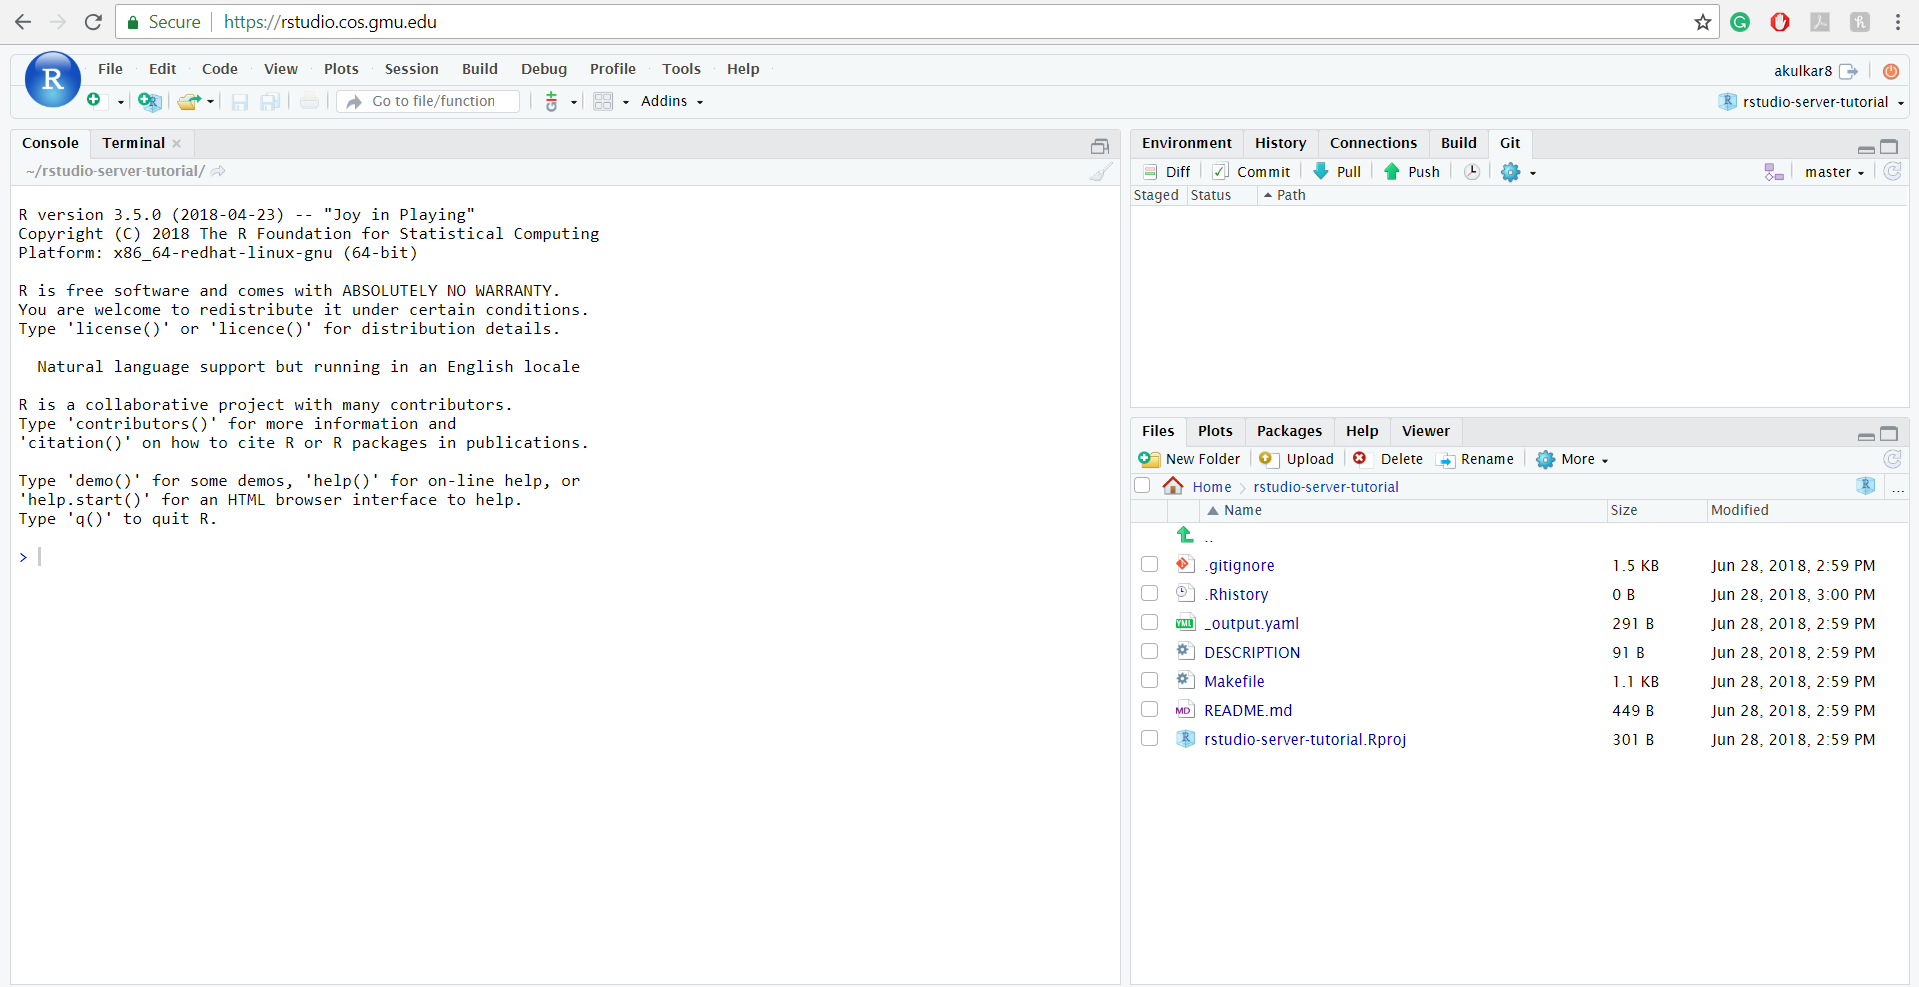 Secure https://rstudio.cos.gmu.edu
R File Edit Code View Plots Session Build Debug Profile Tools Help akulkar8
Go to file/function Addins rstudio-server-tutorial
Console Terminal
~/rstudio-server-tutorial/
R version 3.5.0 (2018-04-23) -- "Joy in Playing"
Copyright (C) 2018 The R Foundation for Statistical Computing
Platform: x86_64-redhat-linux-gnu (64-bit)
R is free software and comes with ABSOLUTELY NO WARRANTY.
You are welcome to redistribute it under certain conditions.
Type 'license()' or 'licence()' for distribution details.
Natural language support but running in an English locale
R is a collaborative project with many contributors.
Type 'contributors()' for more information and
'citation()' on how to cite R or R packages in publications.
Type 'demo()' for some demos, 'help()' for on-line help, or
'help.start()' for an HTML browser interface to help.
Type 'q()' to quit R.
>
Environment History Connections Build Git
Diff Commit Pull Push master
Staged Status Path
Files Plots Packages Help Viewer
New Folder Upload Delete Rename More
Home rstudio-server-tutorial ...
Name Size Modified
..
.gitignore 1.5 KB Jun 28, 2018, 2:59 PM
.Rhistory 0 B Jun 28, 2018, 3:00 PM
_output.yaml 291 B Jun 28, 2018, 2:59 PM
DESCRIPTION 91 B Jun 28, 2018, 2:59 PM
Makefile 1.1 KB Jun 28, 2018, 2:59 PM
README.md 449 B Jun 28, 2018, 2:59 PM
rstudio-server-tutorial.Rproj 301 B Jun 28, 2018, 2:59 PM